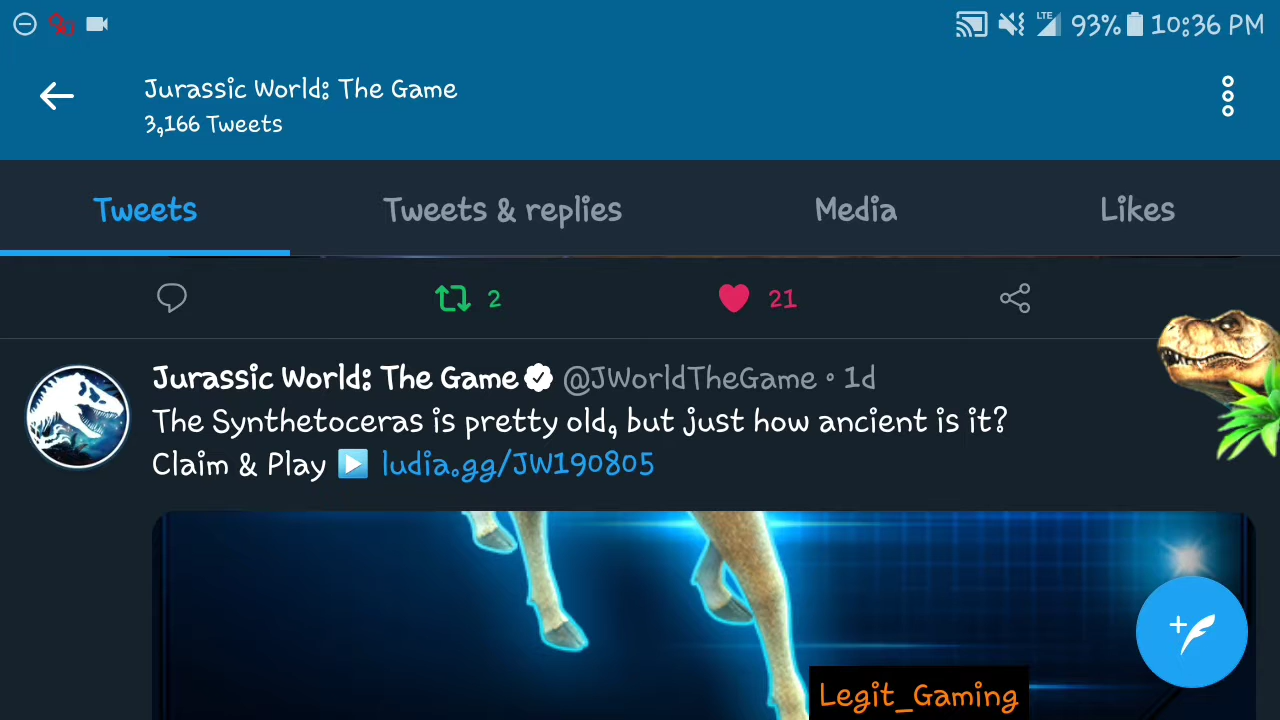 LTE 93% 10:36 PM
Jurassic World: The Game
3,166 Tweets
Tweets Tweets & replies Media Likes
2 21
Jurassic World: The Game @JWorldTheGame • 1d
The Synthetoceras is pretty old, but just how ancient is it?
Claim & Play ▶️ ludia.gg/JW190805
Legit_Gaming